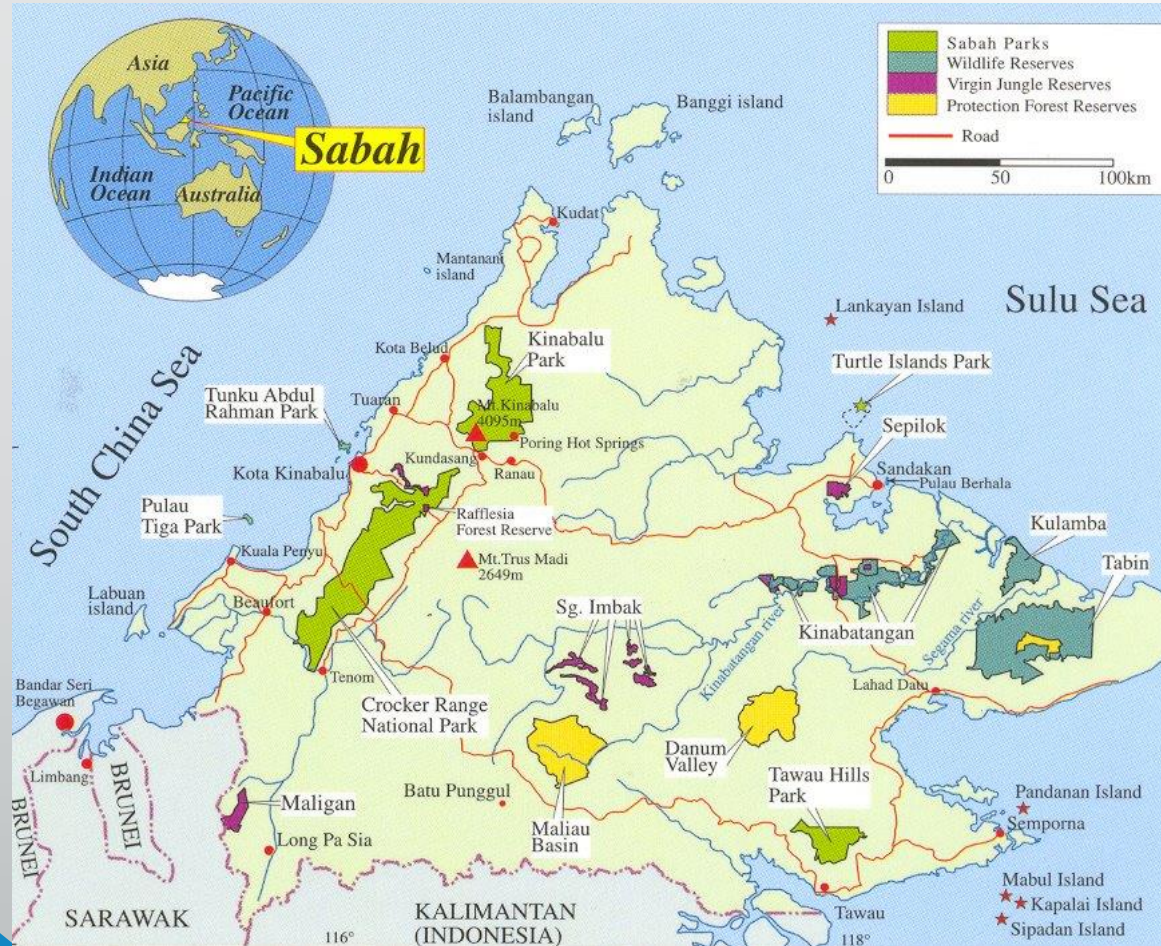 Asia
Pacific
Ocean
Sabah
Indian
Ocean
Australia
Sabah Parks
Wildlife Reserves
Virgin Jungle Reserves
Protection Forest Reserves
Road
0 50 100km
Balambangan
island
Banggi island
Kudat
Mantanani
island
Sulu Sea
Lankayan Island
South China Sea
Kota Belud
Kinabalu
Park
Turtle Islands Park
Tunku Abdul
Rahman Park
Tuaran
Mt.Kinabalu
4095m
Poring Hot Springs
Sepilok
Kota Kinabalu
Kundasang
Ranau
Sandakan
Pulau Berhala
Pulau
Tiga Park
Rafflesia
Forest Reserve
Kulamba
Kuala Penyu
Mt.Trus Madi
2649m
Tabin
Labuan
island
Beaufort
Sg. Imbak
Kinabatangan
Segama river
Kinabatangan river
Tenom
Lahad Datu
Bandar Seri
Begawan
Crocker Range
National Park
Danum
Valley
Limbang
BRUNEI
BRUNEI
Maligan
Batu Punggul
Maliau
Basin
Tawau Hills
Park
Pandanan Island
Semporna
Long Pa Sia
Mabul Island
Kapalai Island
Sipadan Island
Tawau
SARAWAK
KALIMANTAN
(INDONESIA)
116°
118°